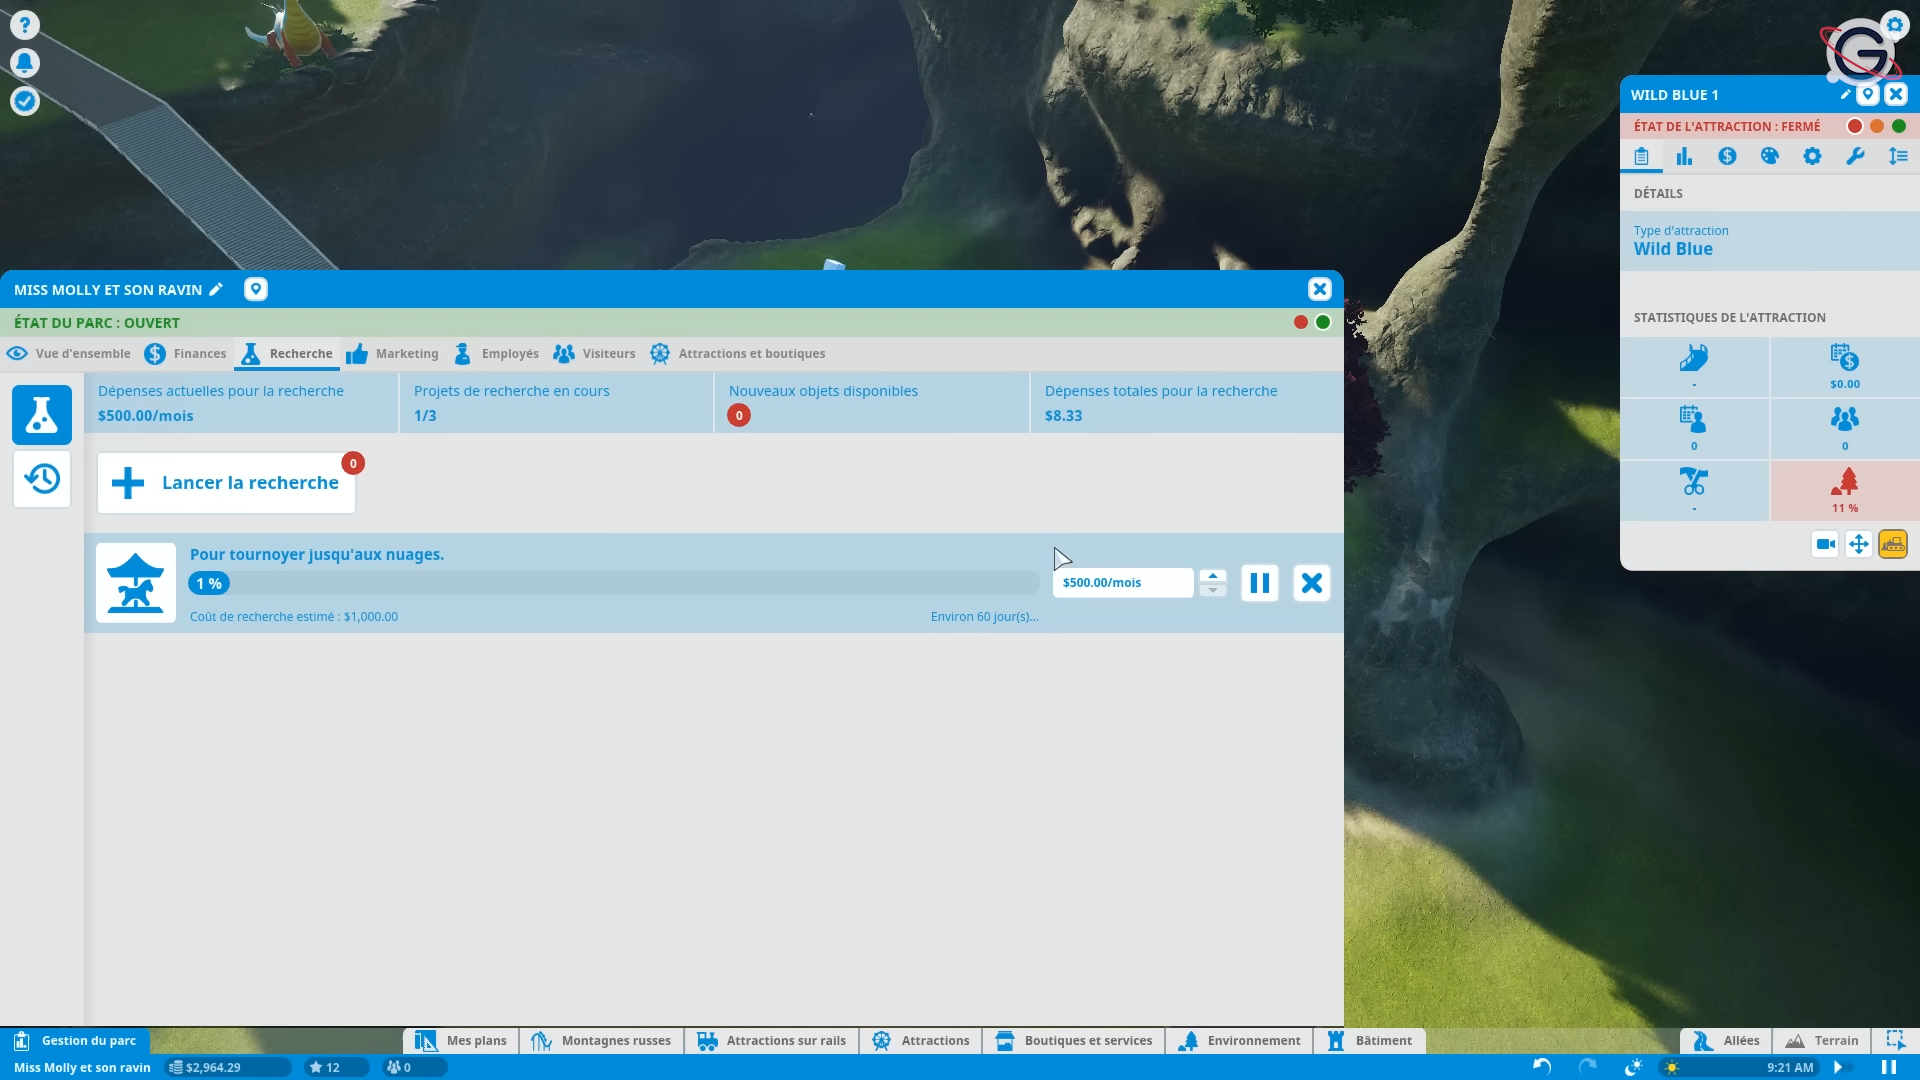 WILD BLUE 1
ÉTAT DE L'ATTRACTION : FERMÉ
DÉTAILS
Type d'attraction
Wild Blue
STATISTIQUES DE L'ATTRACTION
-
$0.00
0
0
-
11 %
MISS MOLLY ET SON RAVIN
ÉTAT DU PARC : OUVERT
Vue d'ensemble
Finances
Recherche
Marketing
Employés
Visiteurs
Attractions et boutiques
Dépenses actuelles pour la recherche
$500.00/mois
Projets de recherche en cours
1/3
Nouveaux objets disponibles
0
Dépenses totales pour la recherche
$8.33
Lancer la recherche
0
Pour tournoyer jusqu'aux nuages.
1 %
$500.00/mois
Coût de recherche estimé : $1,000.00
Environ 60 jour(s)...
Gestion du parc
Mes plans
Montagnes russes
Attractions sur rails
Attractions
Boutiques et services
Environnement
Bâtiment
Allées
Terrain
Miss Molly et son ravin
$2,964.29
12
0
9:21 AM